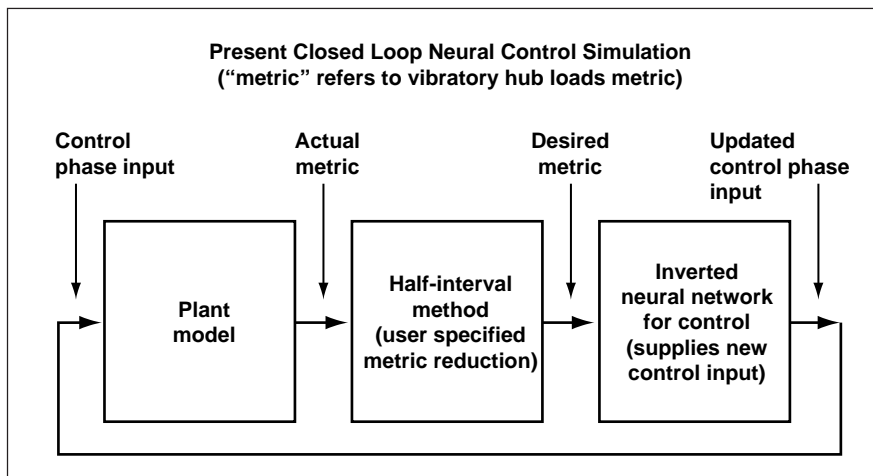 Present Closed Loop Neural Control Simulation
(“metric” refers to vibratory hub loads metric)
Control
phase input
Actual
metric
Desired
metric
Updated
control phase
input
Plant
model
Half-interval
method
(user specified
metric reduction)
Inverted
neural network
for control
(supplies new
control input)